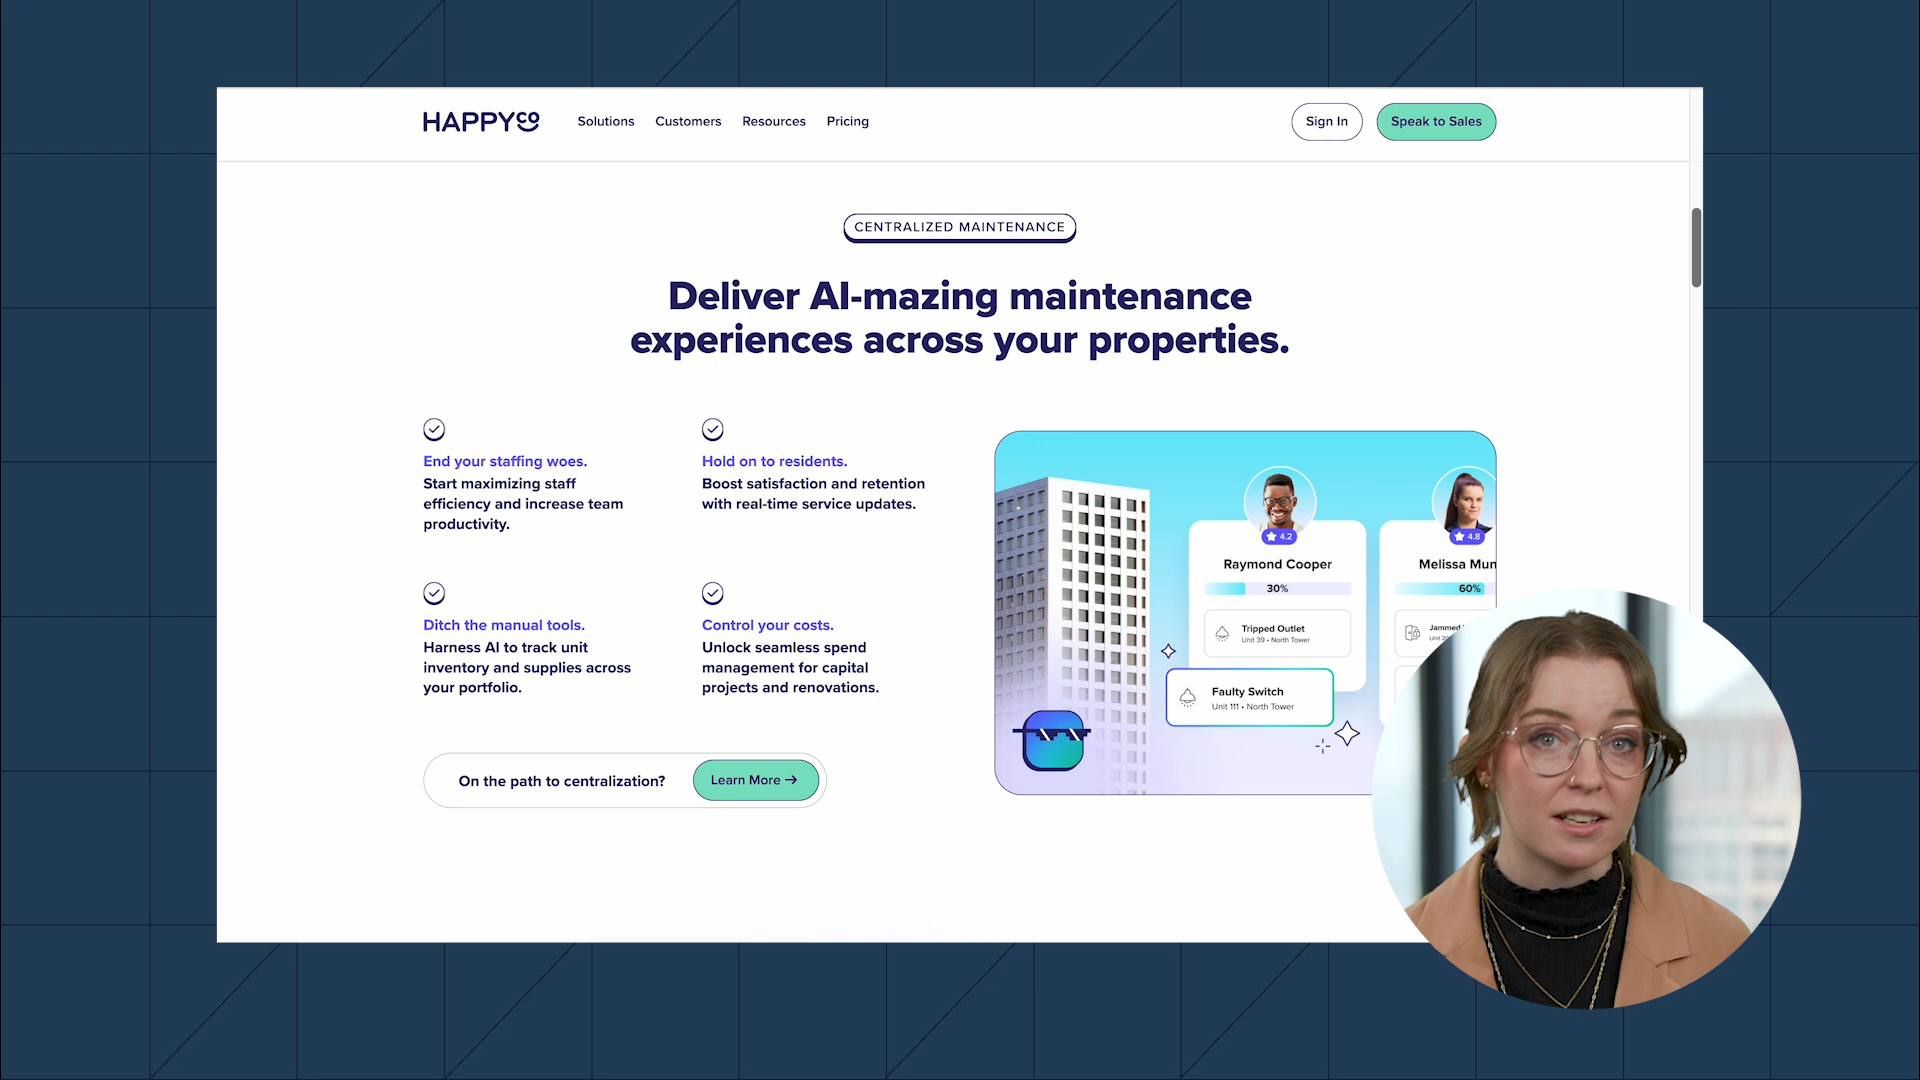 HAPPYCO
Solutions
Customers
Resources
Pricing
Sign In
Speak to Sales
CENTRALIZED MAINTENANCE
Deliver AI-mazing maintenance
experiences across your properties.
End your staffing woes.
Start maximizing staff
efficiency and increase team
productivity.
Hold on to residents.
Boost satisfaction and retention
with real-time service updates.
Ditch the manual tools.
Harness AI to track unit
inventory and supplies across
your portfolio.
Control your costs.
Unlock seamless spend
management for capital
projects and renovations.
On the path to centralization?
Learn More →
4.2
Raymond Cooper
30%
Tripped Outlet
Unit 39 • North Tower
Faulty Switch
Unit 111 • North Tower
4.8
Melissa Mun
60%
Jammed
Unit 20